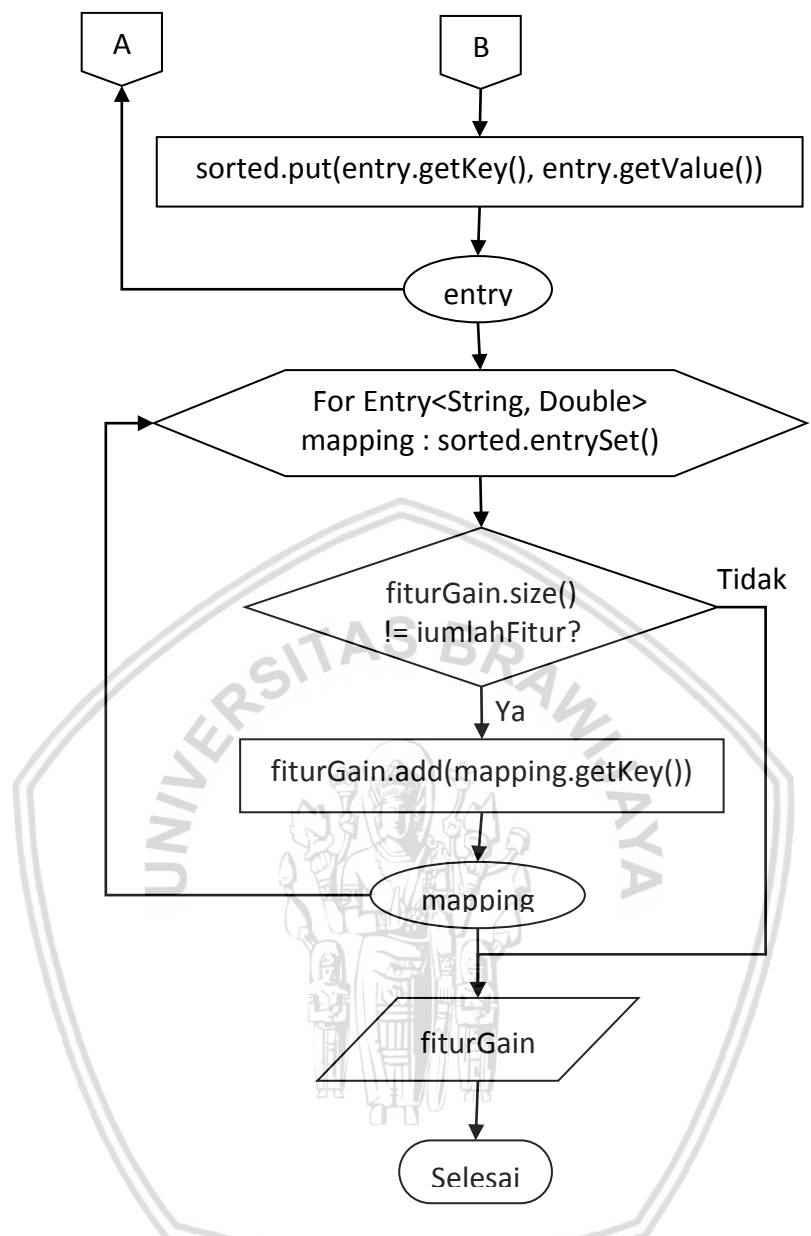 A
B
sorted.put(entry.getKey(), entry.getValue())
entry
For Entry<String, Double>
mapping : sorted.entrySet()
fiturGain.size()
!= jumlahFitur?
Tidak
Ya
fiturGain.add(mapping.getKey())
mapping
fiturGain
Selesai
UNIVERSITAS BRAWIJAYA